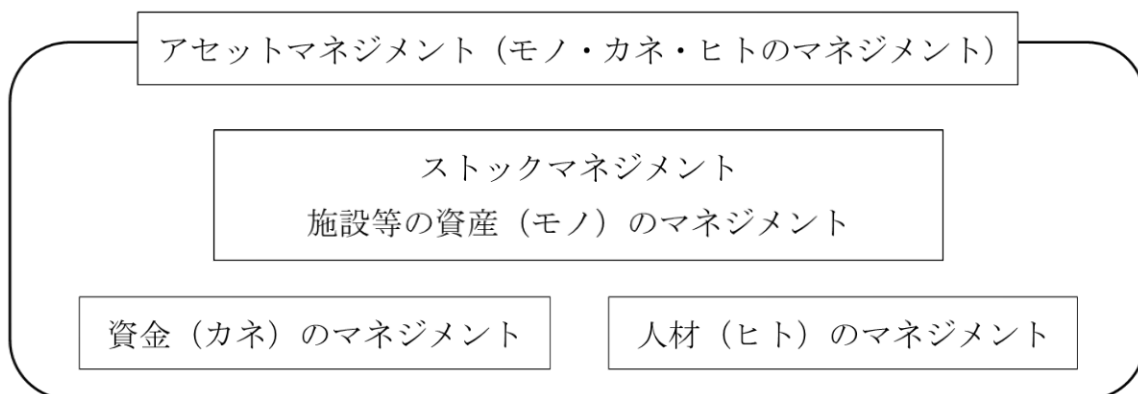 アセットマネジメント（モノ・カネ・ヒトのマネジメント）
ストックマネジメント
施設等の資産（モノ）のマネジメント
資金（カネ）のマネジメント
人材（ヒト）のマネジメント